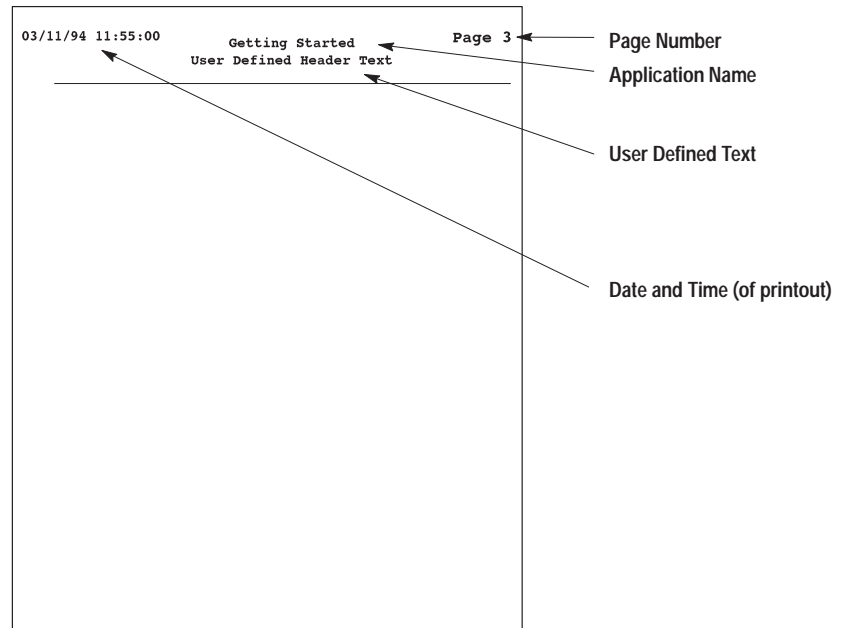 03/11/94 11:55:00
Getting Started
Page 3
User Defined Header Text
Page Number
Application Name
User Defined Text
Date and Time (of printout)